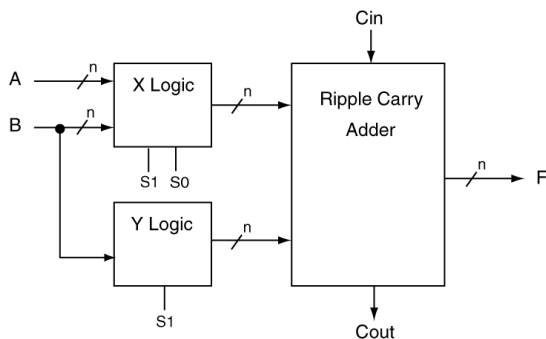 Cin
A
n
X Logic
n
Ripple Carry
Adder
B
n
S1 S0
n
F
Y Logic
n
S1
Cout